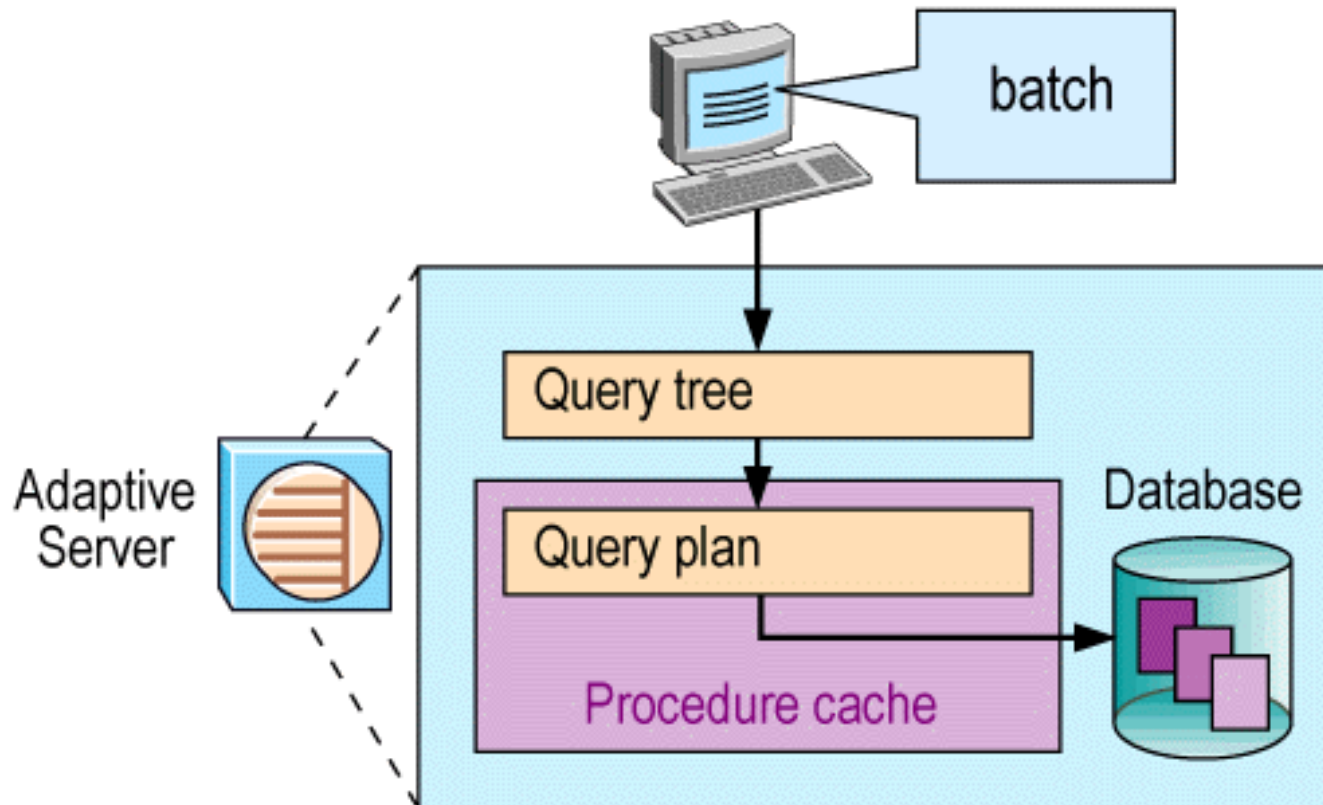 batch
Query tree
Adaptive
Server
Query plan
Database
Procedure cache